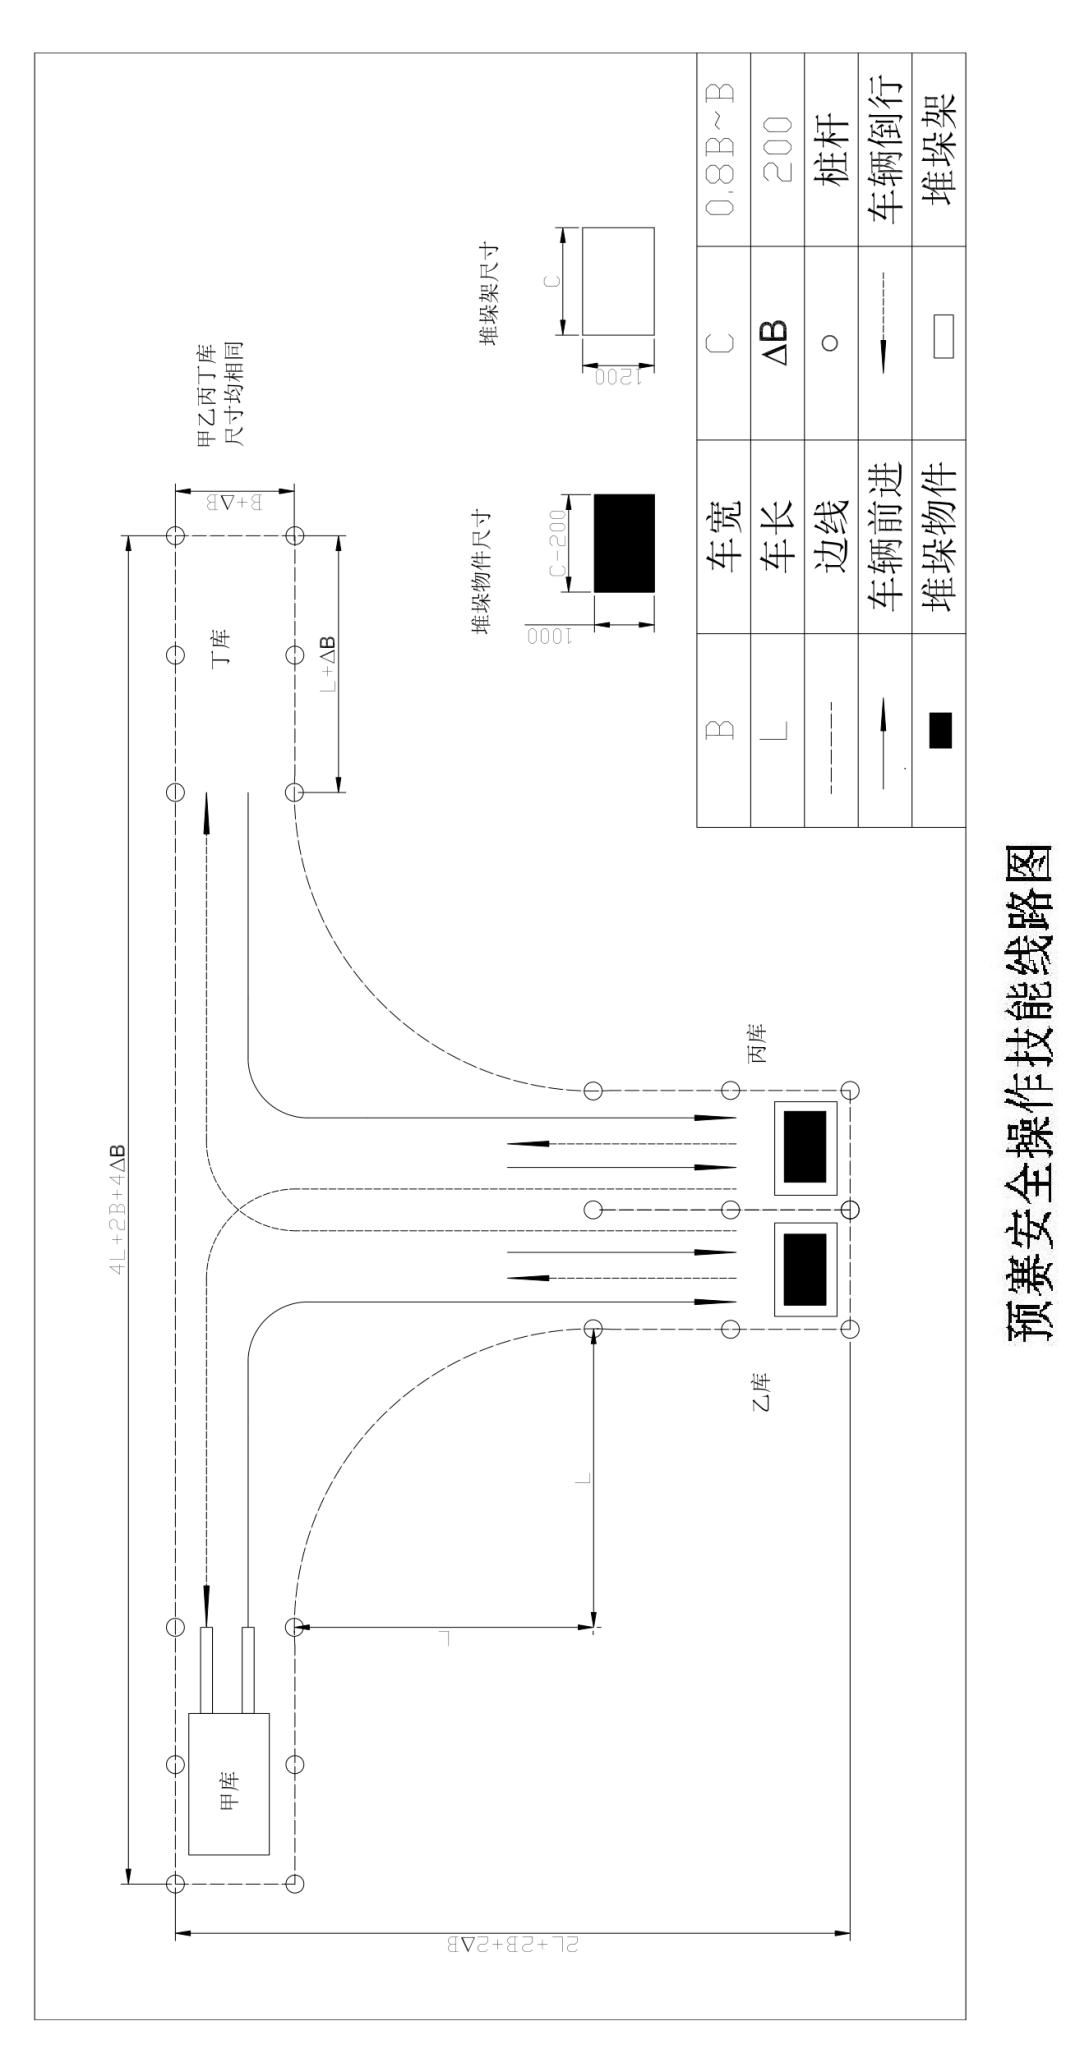 4L+2B+4ΔB
甲乙丙丁库
尺寸均相同
B+ΔB
丁库
L+ΔB
甲库
L
L
2L+2B+2ΔB
乙库
丙库
堆垛物件尺寸
C-200
1000
堆垛架尺寸
C
1200
B 车宽 C 0.8B~B
L 车长 ΔB 200
边线 桩杆
车辆前进 车辆倒行
堆垛物件 堆垛架
预赛安全操作技能线路图